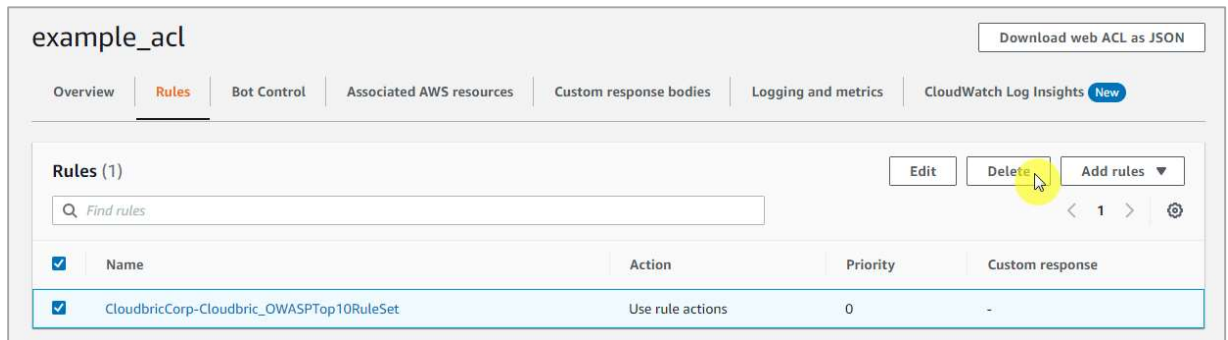 example_acl
Download web ACL as JSON
Overview Rules Bot Control Associated AWS resources Custom response bodies Logging and metrics CloudWatch Log Insights New
Rules (1)
Edit Delete Add rules
Find rules
1
Name Action Priority Custom response
CloudbricCorp-Cloudbric_OWASPTop10RuleSet Use rule actions 0 -